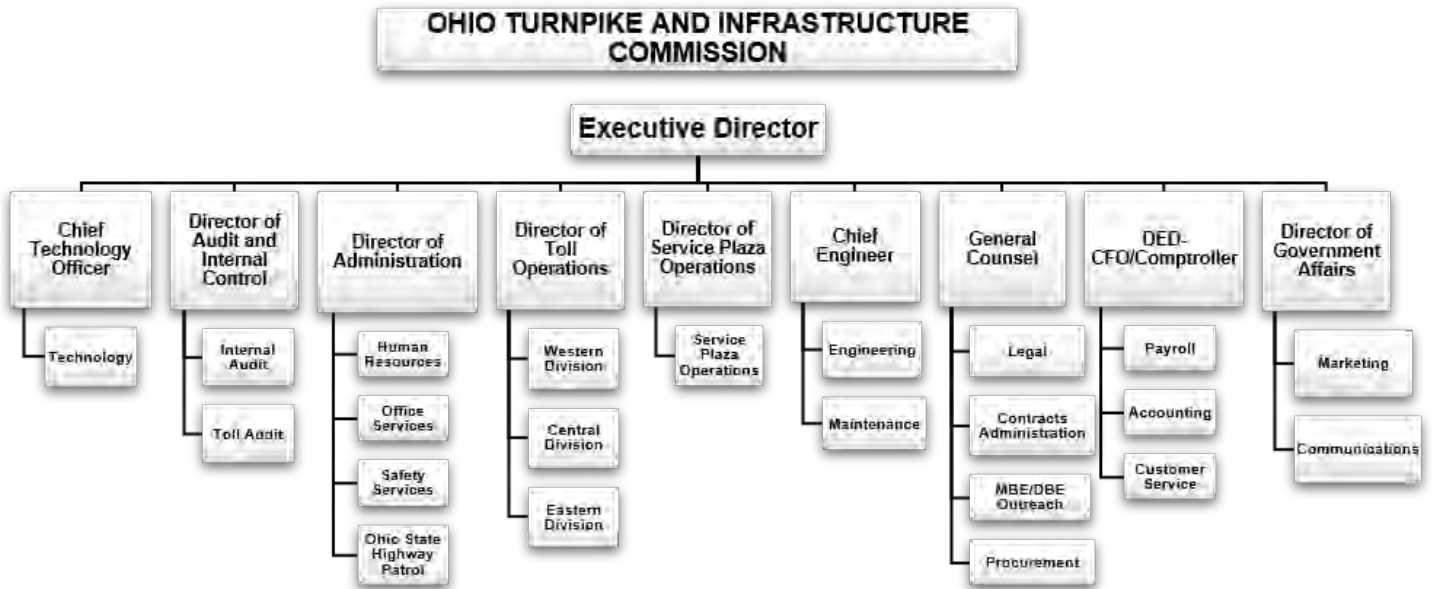 OHIO TURNPIKE AND INFRASTRUCTURE
COMMISSION
Executive Director
Chief
Technology
Officer
Technology
Director of
Audit and
Internal
Control
Internal
Audit
Toll Audit
Director of
Administration
Human
Resources
Office
Services
Safety
Services
Ohio State
Highway
Patrol
Director of
Toll
Operations
Western
Division
Central
Division
Eastern
Division
Director of
Service Plaza
Operations
Service
Plaza
Operations
Chief
Engineer
Engineering
Maintenance
General
Counsel
Legal
Contracts
Administration
MBE/DBE
Outreach
Procurement
DED-
CFO/Comptroller
Payroll
Accounting
Customer
Service
Director of
Government
Affairs
Marketing
Communications